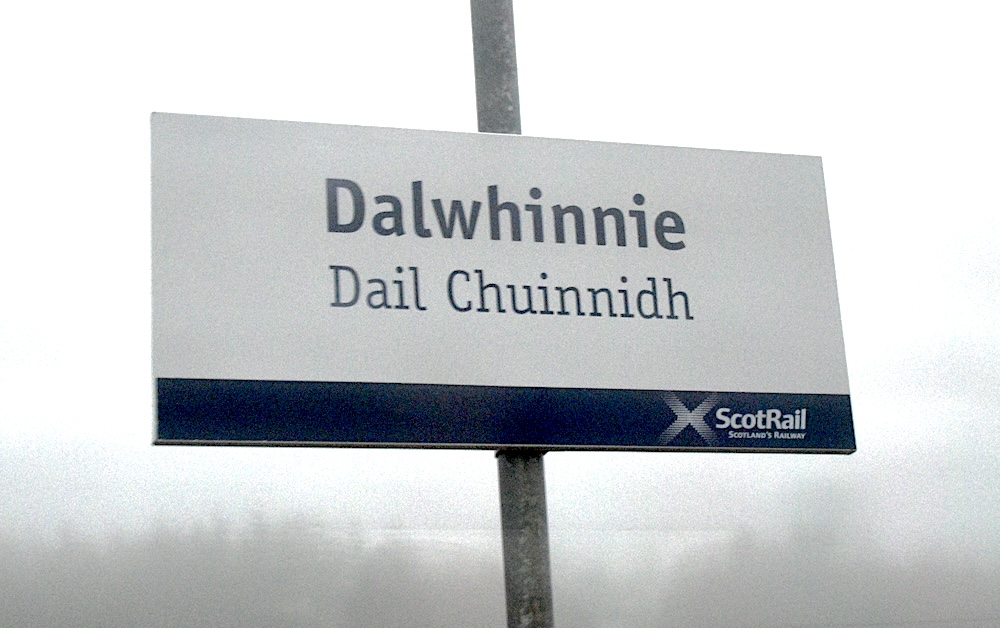 Dalwhinnie
Dail Chuinnidh
ScotRail
SCOTLAND'S RAILWAY